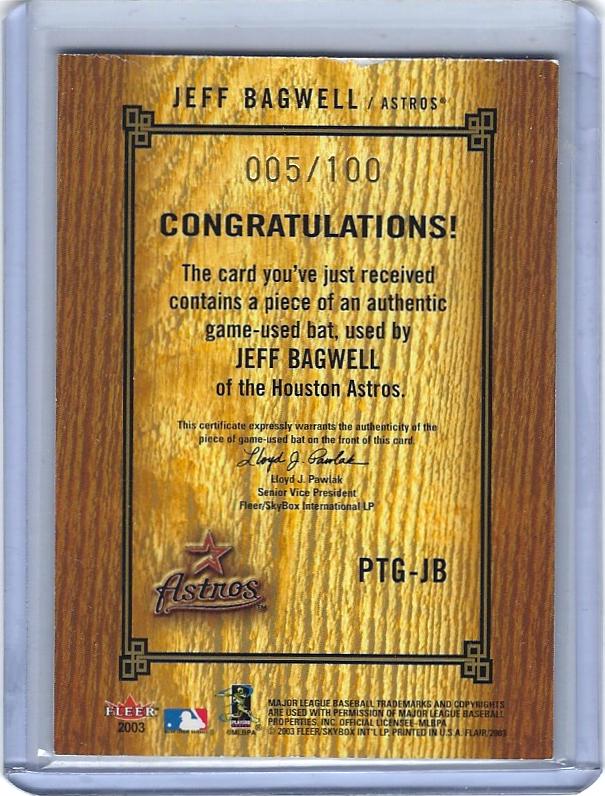 JEFF BAGWELL / ASTROS®
005/100
CONGRATULATIONS!
The card you've just received
contains a piece of an authentic
game-used bat, used by
JEFF BAGWELL
of the Houston Astros.
This certificate expressly warrants the authenticity of the
piece of game-used bat on the front of this card.
Lloyd J. Pawlak
Lloyd J. Pawlak
Senior Vice President
Fleer/SkyBox International LP
Astros™
PTG-JB
FLEER
2003
PLAYERS
©MLBPA
MAJOR LEAGUE BASEBALL TRADEMARKS AND COPYRIGHTS
ARE USED WITH PERMISSION OF MAJOR LEAGUE BASEBALL
PROPERTIES, INC. OFFICIAL LICENSEE-MLBPA
© 2003 FLEER/SKYBOX INT'L LP. PRINTED IN U.S.A. FLAIR/2003